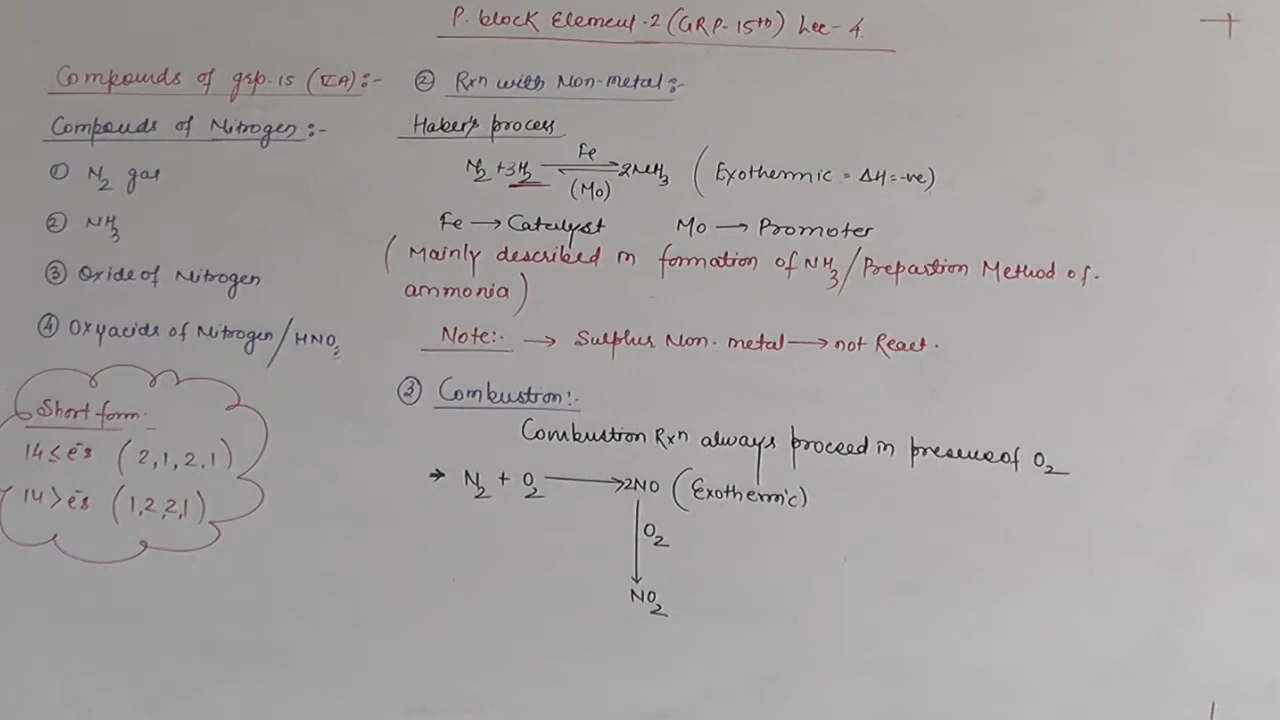 P. block Element-2 (GRP-15th) Lec-4.
Compounds of grp-15 (VA):-
Compouds of Nitrogen:-
① N2 gas
② NH3
③ Oxide of Nitrogen
④ Oxyacids of Nitrogen/HNO2
Short form:
14 ≤ e̅s (2,1,2,1)
14 > e̅s (1,2,2,1)
② Rxn with Non-metal:-
Haber's process
N2 + 3H2 ⇌ 2NH3 (Exothermic = ΔH = -ve)
Fe
(Mo)
Fe → Catalyst Mo → Promoter
(Mainly described in formation of NH3/Prepartion Method of.
ammonia)
Note:- → Sulphur Non-metal → not React.
③ Combustion:-
Combustion Rxn always proceed in presence of O2
→ N2 + O2 → 2NO (Exothermic)
↓ O2
NO2